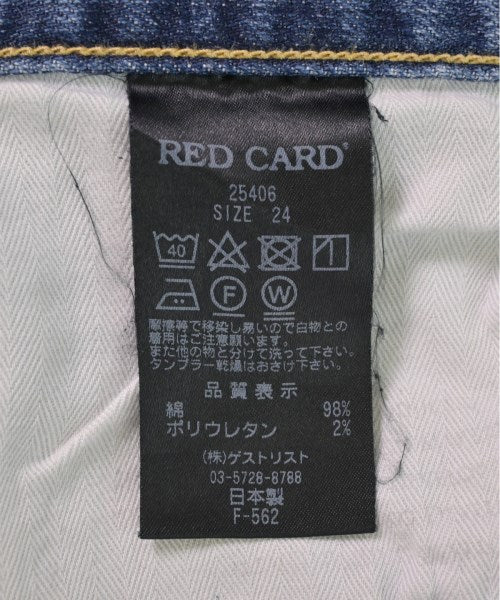 RED CARD®
25406
SIZE 24
40
F W
摩擦等で移染し易いので白物との
着用はご注意願います。
また他の物と分けて洗って下さい。
タンブラー乾燥はおさけ下さい。
品質表示
綿 98%
ポリウレタン 2%
(株)ゲストリスト
03-5728-8788
日本製
F-562